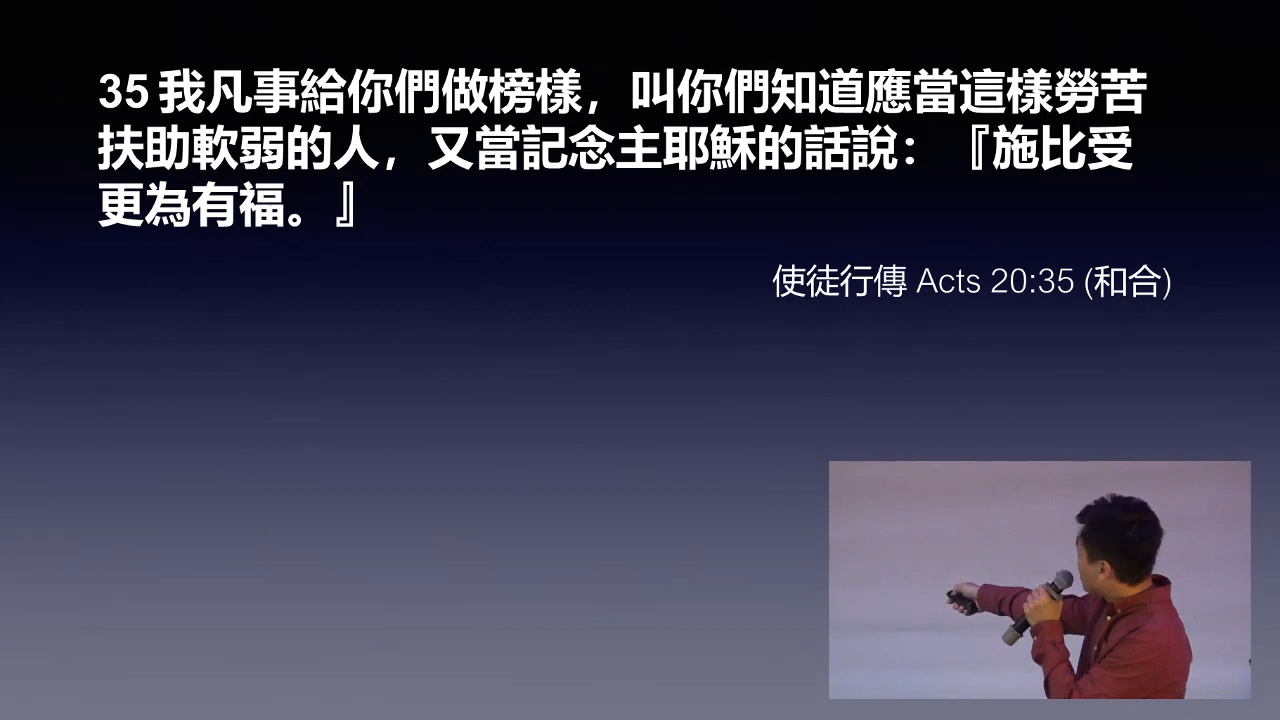 35 我凡事給你們做榜樣，叫你們知道應當這樣勞苦
扶助軟弱的人，又當記念主耶穌的話說：『施比受
更為有福。』
使徒行傳 Acts 20:35 (和合)